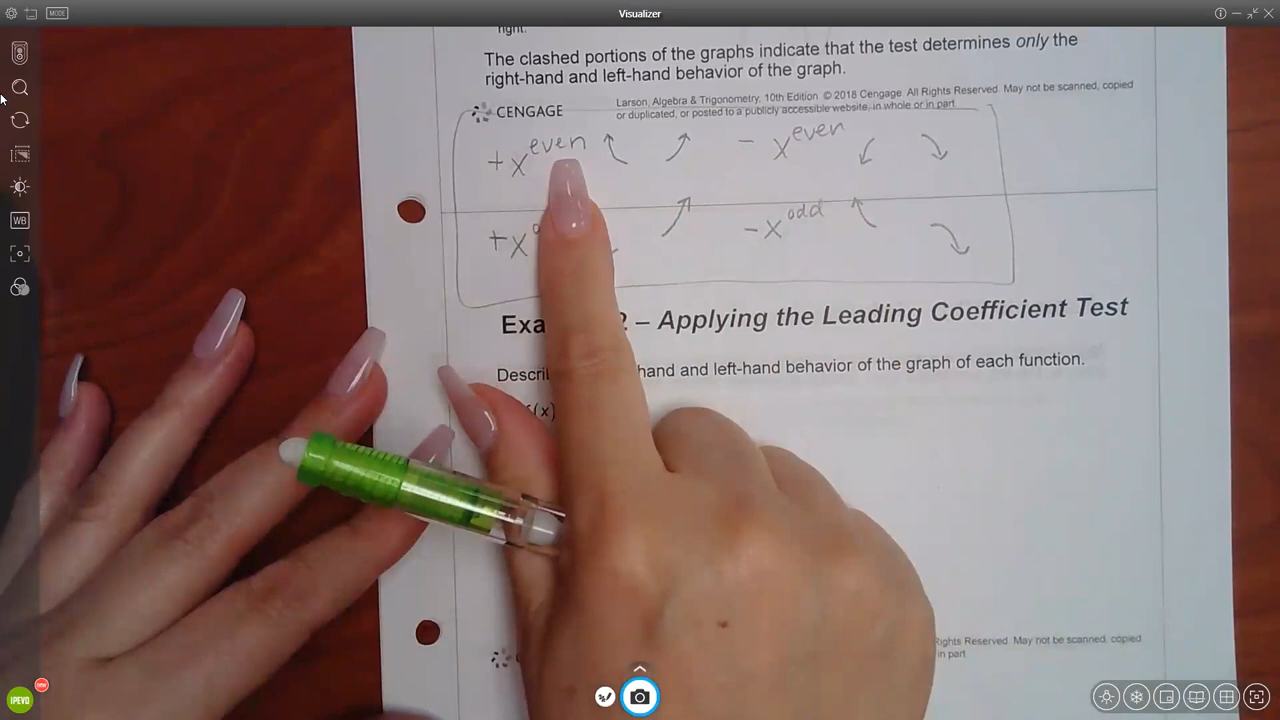 MODE
Visualizer
right.
The clashed portions of the graphs indicate that the test determines only the
right-hand and left-hand behavior of the graph.
CENGAGE
Larson, Algebra & Trigonometry, 10th Edition. © 2018 Cengage. All Rights Reserved. May not be scanned, copied
or duplicated, or posted to a publicly accessible website, in whole or in part.
+x^even ↖ ↗ -x^even ↙ ↘
+x ↗ -x^odd ↖ ↘
– Applying the Leading Coefficient Test
hand and left-hand behavior of the graph of each function.
f(x)
Rights Reserved. May not be scanned, copied
in part.
WB
IPEVO
new